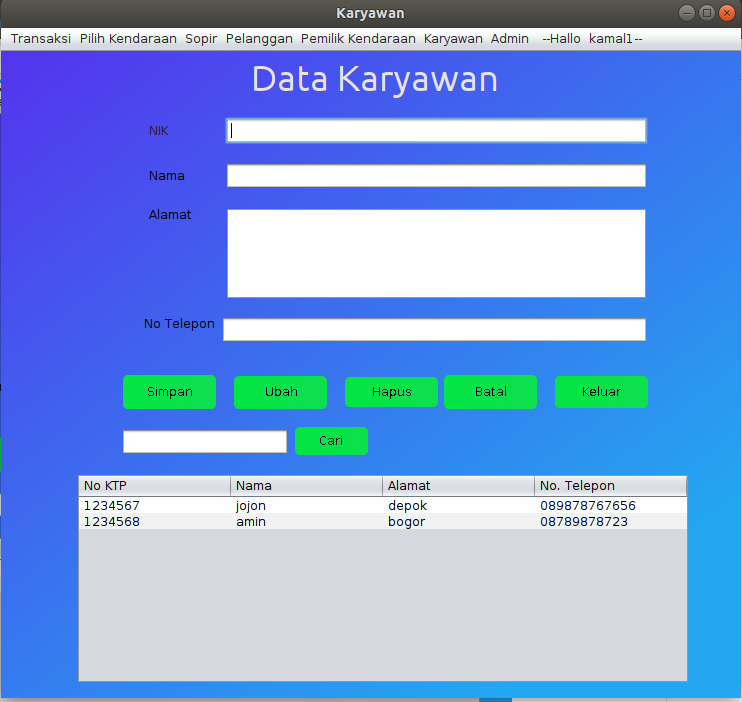 Karyawan
Transaksi Pilih Kendaraan Sopir Pelanggan Pemilik Kendaraan Karyawan Admin --Hallo kamal1--
Data Karyawan
NIK
Nama
Alamat
No Telepon
Simpan Ubah Hapus Batal Keluar
Cari
No KTP Nama Alamat No. Telepon
1234567 jojon depok 089878767656
1234568 amin bogor 08789878723